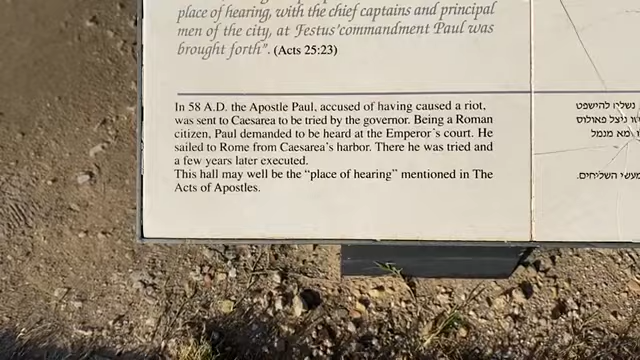 place of hearing, with the chief captains and principal
men of the city, at Festus'commandment Paul was
brought forth". (Acts 25:23)
In 58 A.D. the Apostle Paul, accused of having caused a riot,
was sent to Caesarea to be tried by the governor. Being a Roman
citizen, Paul demanded to be heard at the Emperor's court. He
sailed to Rome from Caesarea's harbor. There he was tried and
a few years later executed.
This hall may well be the "place of hearing" mentioned in The
Acts of Apostles.
להישפט
ניצל פאולוס
מא מנמל
מעשי השליחים.